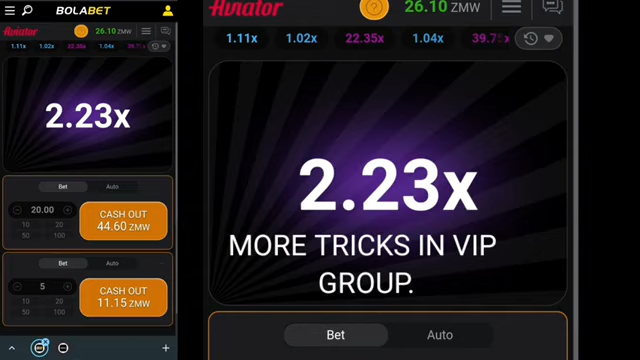 BOLABET
Aviator
26.10 ZMW
1.11x 1.02x 22.35x 1.04x
2.23x
Bet Auto
20.00
10 20
50 100
CASH OUT
44.60 ZMW
Bet Auto
5
10 20
50 100
CASH OUT
11.15 ZMW
Aviator
26.10 ZMW
1.11x 1.02x 22.35x 1.04x 39.7
2.23x
MORE TRICKS IN VIP
GROUP.
Bet Auto